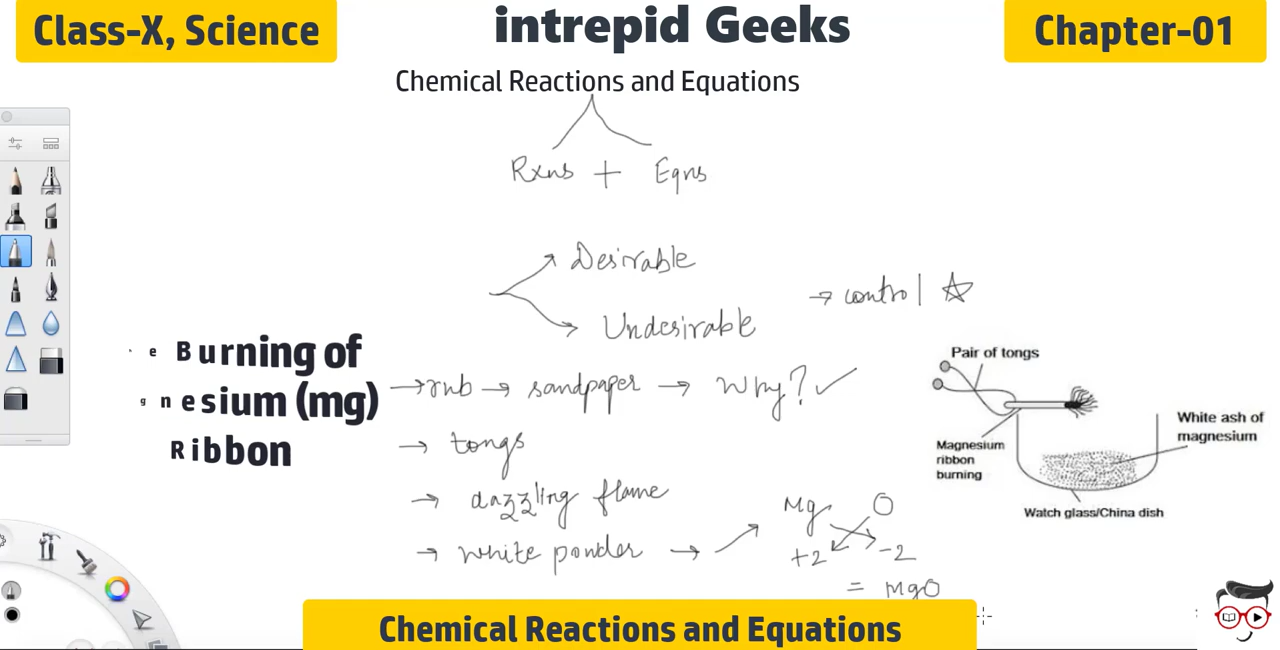 Class-X, Science
intrepid Geeks
Chapter-01
Chemical Reactions and Equations
Rxns + Eqns
Desirable
Undesirable
→ control ☆
e Burning of
gnesium (mg)
Ribbon
→ rub → sandpaper → Why? ✓
→ tongs
→ dazzling flame
→ white powder →
Mg O
+2 -2
= MgO
Pair of tongs
Magnesium
ribbon
burning
White ash of
magnesium
Watch glass/China dish
Chemical Reactions and Equations